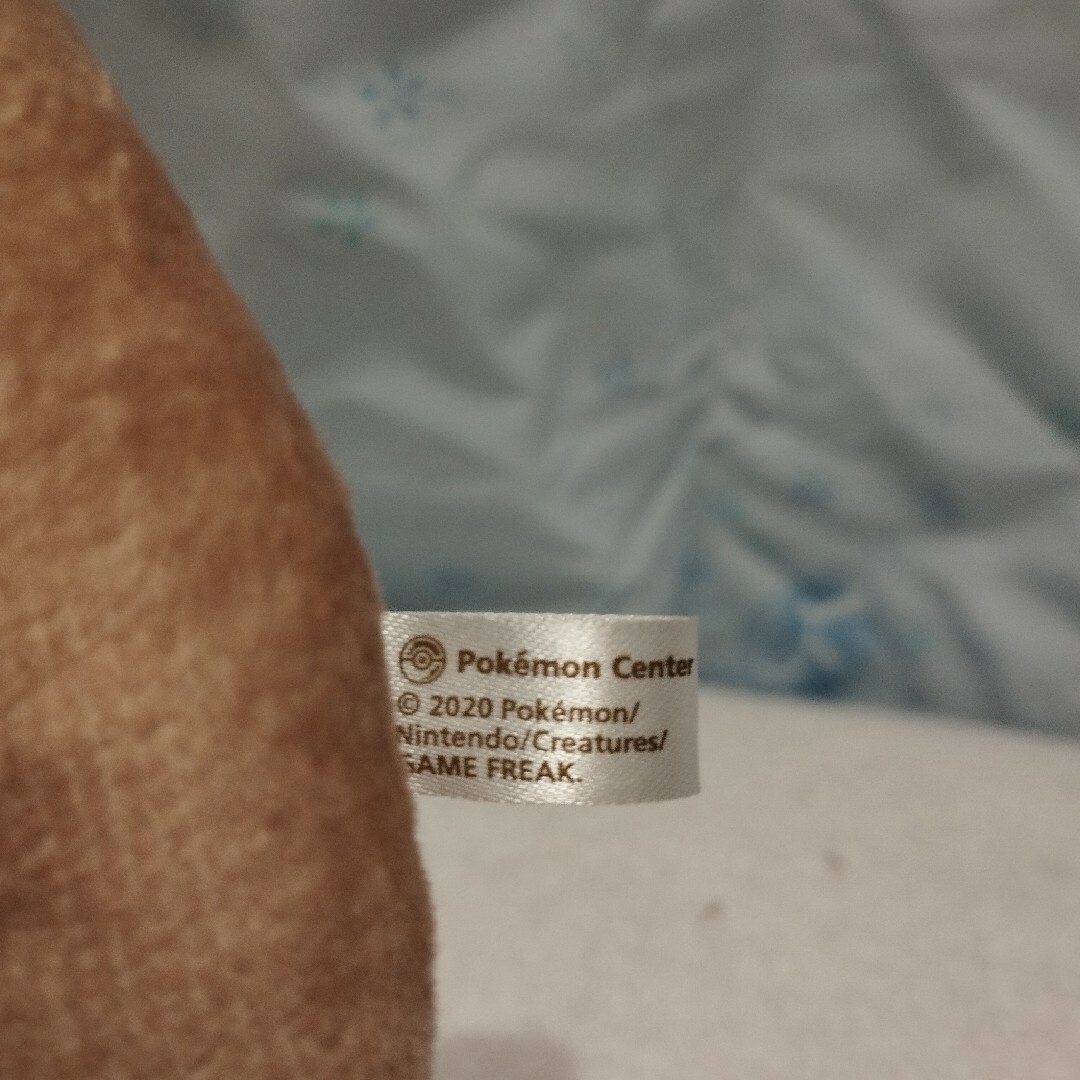 Pokémon Center
© 2020 Pokémon/
Nintendo/Creatures/
GAME FREAK.